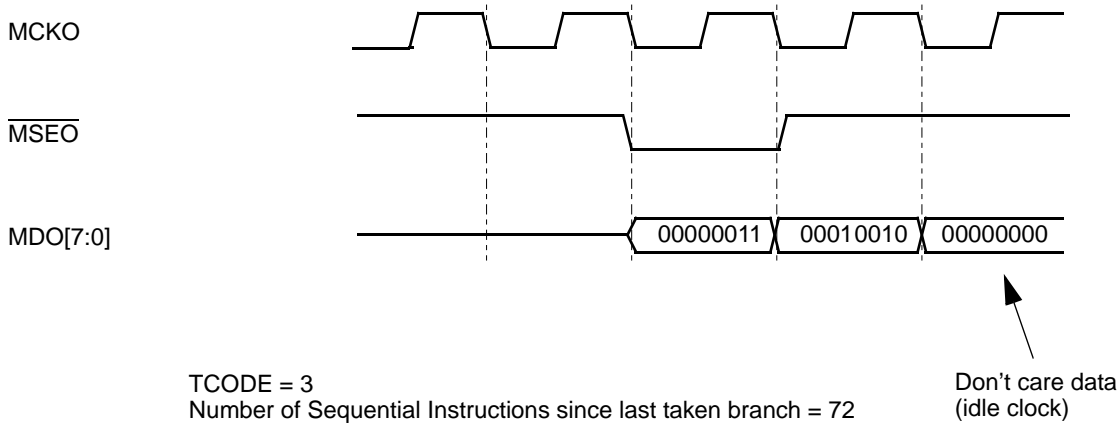 MCKO
MSEO
MDO[7:0]
00000011 00010010 00000000
TCODE = 3
Number of Sequential Instructions since last taken branch = 72
Don't care data
(idle clock)